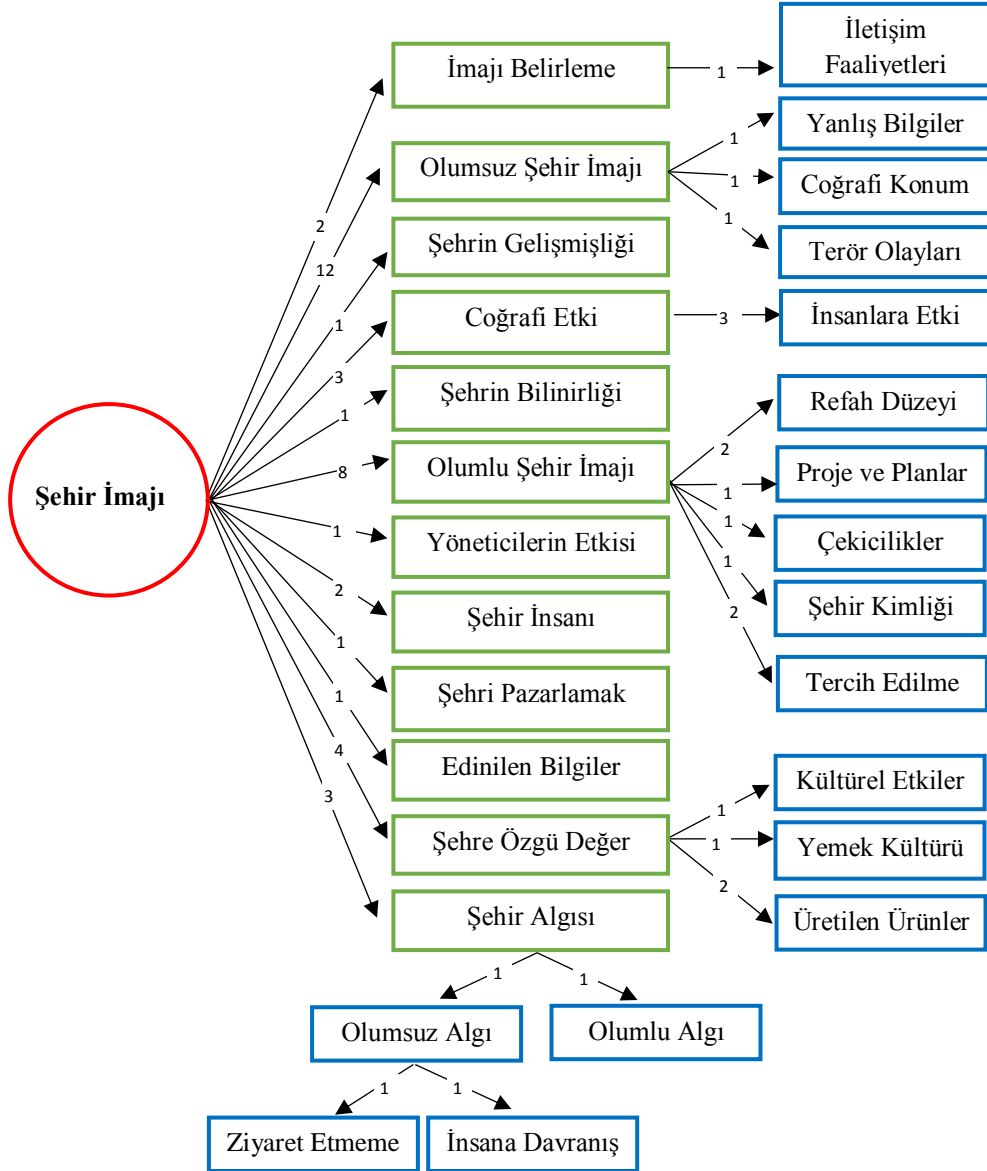 İletişim
Faaliyetleri
İmajı Belirleme
1
Yanlış Bilgiler
1
Olumsuz Şehir İmajı
1
Coğrafi Konum
1
Terör Olayları
2
12
Şehrin Gelişmişliği
1
Coğrafi Etki
3
İnsanlara Etki
3
Şehrin Bilinirliği
1
Refah Düzeyi
2
Olumlu Şehir İmajı
8
Proje ve Planlar
1
Şehir İmajı
1
Çekicilikler
Yöneticilerin Etkisi
1
1
Şehir Kimliği
Şehir İnsanı
2
2
Tercih Edilme
Şehri Pazarlamak
1
1
Edinilen Bilgiler
4
Kültürel Etkiler
1
3
Şehre Özgü Değer
1
Yemek Kültürü
2
Üretilen Ürünler
Şehir Algısı
1
1
Olumsuz Algı
Olumlu Algı
1
1
Ziyaret Etmeme
İnsana Davranış